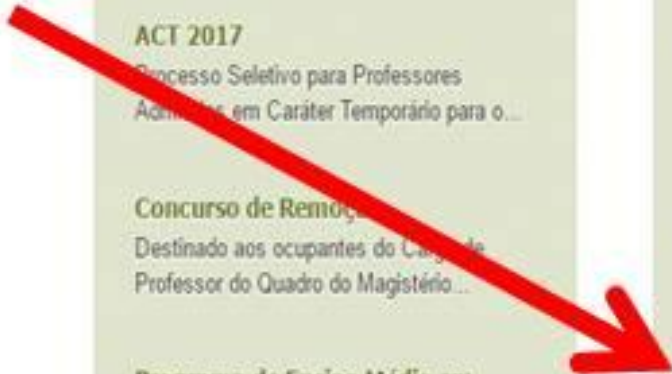 ACT 2017
Processo Seletivo para Professores
em Caráter Temporário para o...
Concurso de
Destinado aos ocupantes do
Professor do Quadro do Magistério...